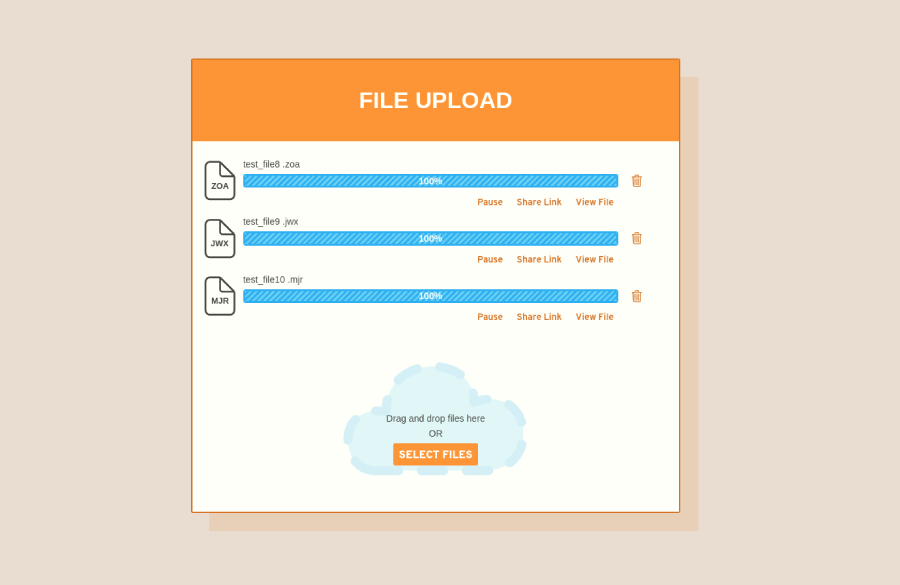 FILE UPLOAD
test_file8 .zoa
ZOA
100%
Pause Share Link View File
test_file9 .jwx
JWX
100%
Pause Share Link View File
test_file10 .mjr
MJR
100%
Pause Share Link View File
Drag and drop files here
OR
SELECT FILES